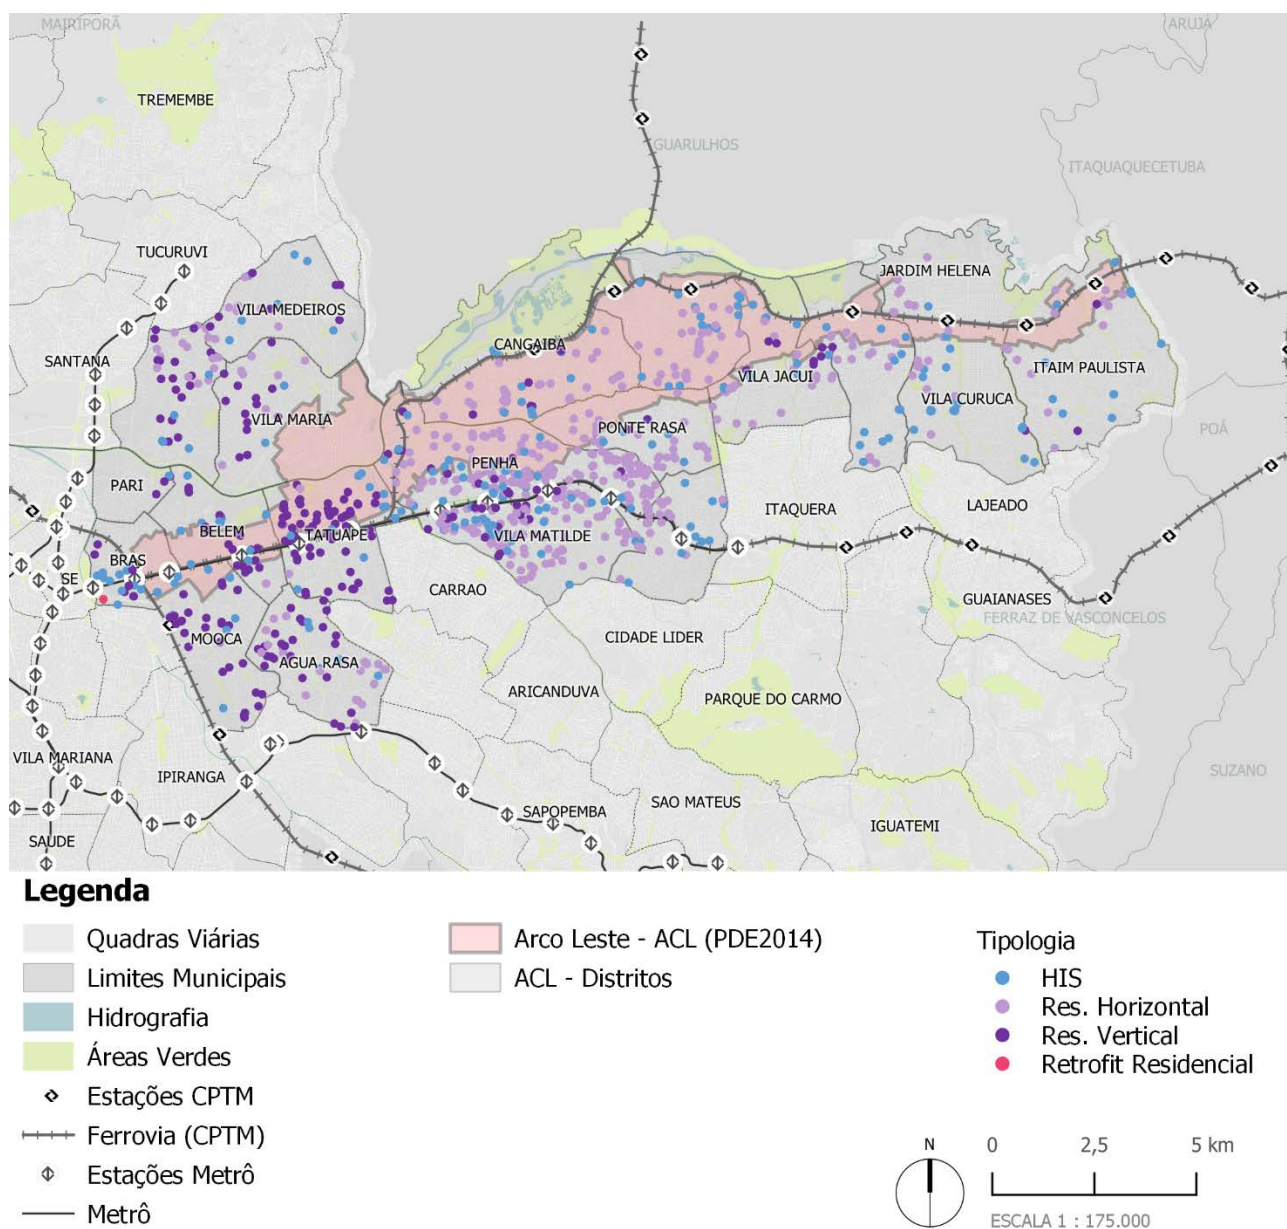 MAIRIPORÃ
ARUJÁ
TREMEMBE
GUARULHOS
ITAQUAQUECETUBA
TUCURUVI
JARDIM HELENA
VILA MEDEIROS
CANGAIBA
SANTANA
VILA JACUI
ITAIM PAULISTA
VILA CURUCA
VILA MARIA
PONTE RASA
POÁ
PENHA
PARI
ITAQUERA
LAJEADO
BELEM
TATUAPE
VILA MATILDE
BRAS
SE
CARRAO
GUAIANASES
FERRAZ DE VASCONCELOS
MOOCA
CIDADE LIDER
AGUA RASA
ARICANDUVA
PARQUE DO CARMO
VILA MARIANA
IPIRANGA
SUZANO
SAPOPEMBA
SAO MATEUS
IGUATEMI
SAUDE
Legenda
Quadras Viárias
Limites Municipais
Hidrografia
Áreas Verdes
Estações CPTM
Ferrovia (CPTM)
Estações Metrô
Metrô
Arco Leste - ACL (PDE2014)
ACL - Distritos
Tipologia
HIS
Res. Horizontal
Res. Vertical
Retrofit Residencial
N
0 2,5 5 km
ESCALA 1 : 175.000